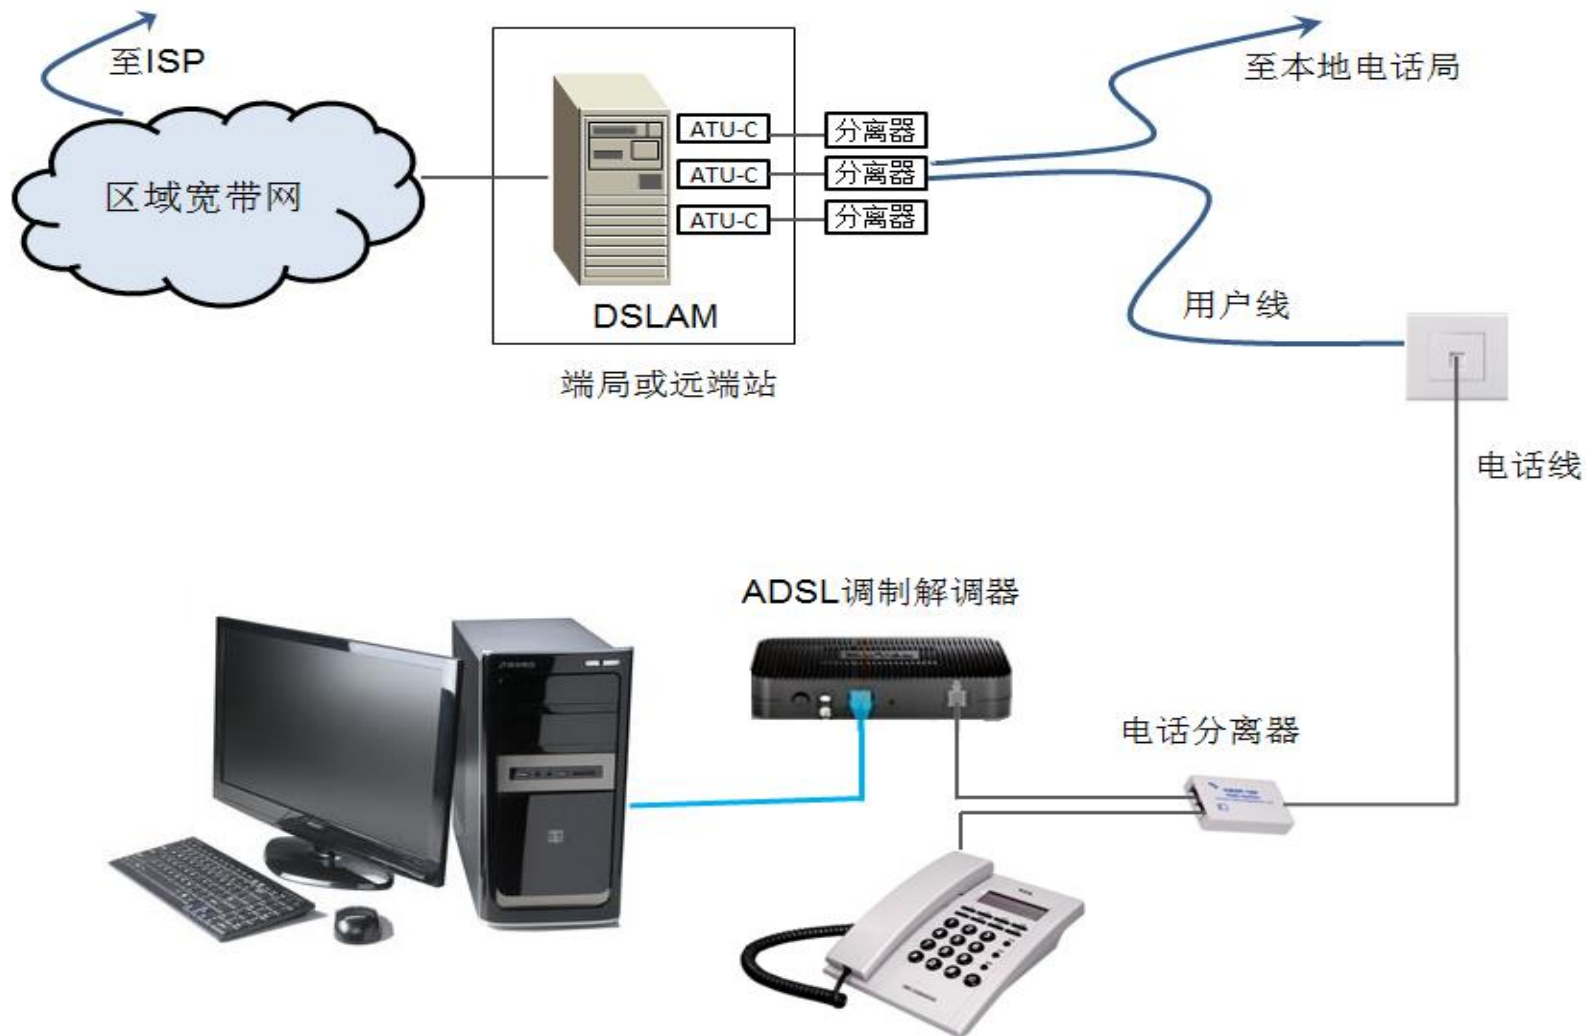 至ISP
至本地电话局
ATU-C
分离器
ATU-C
分离器
区域宽带网
ATU-C
分离器
DSLAM
用户线
端局或远端站
电话线
ADSL调制解调器
电话分离器